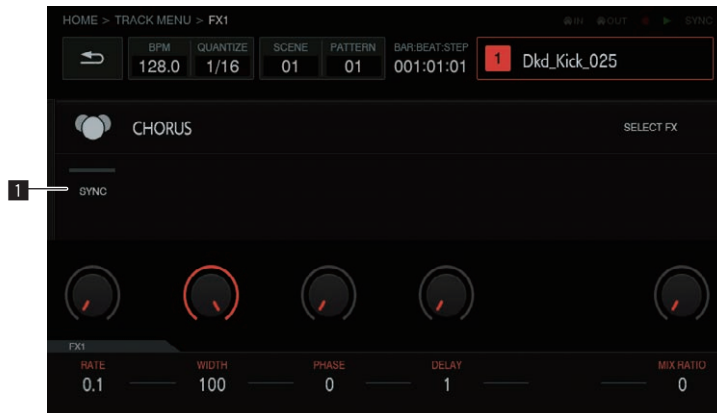 HOME > TRACK MENU > FX1
IN OUT SYNC
BPM QUANTIZE SCENE PATTERN BAR:BEAT:STEP
128.0 1/16 01 01 001:01:01 1 Dkd_Kick_025
CHORUS SELECT FX
1 SYNC
FX1
RATE WIDTH PHASE DELAY MIX RATIO
0.1 100 0 1 0